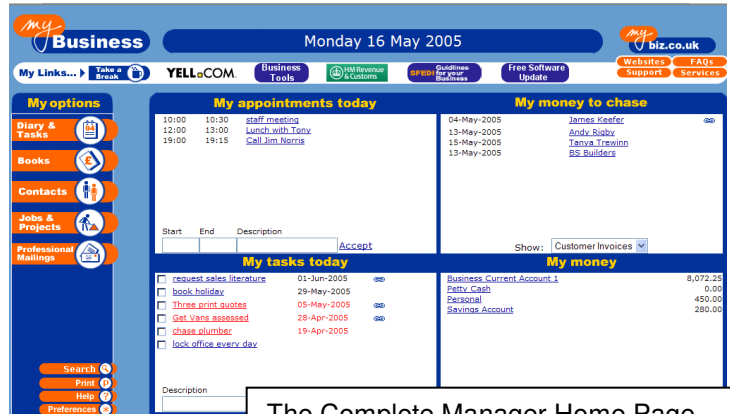 my
Business
Monday 16 May 2005
my
biz.co.uk
Websites FAQs
Support Services
My Links...
Take a
Break
YELL.COM.
Business
Tools
HM Revenue
& Customs
SFEDI
Guidlines
for your
Business
Free Software
Update
My options
Diary &
Tasks
04
Books
£
Contacts
Jobs &
Projects
Professional
Mailings
Search
Print P
Help ?
Preferences
My appointments today
10:00 10:30 staff meeting
12:00 13:00 Lunch with Tony
19:00 19:15 Call Jim Norris
Start End Description
Accept
My money to chase
04-May-2005 James Keefer
13-May-2005 Andy Rigby
15-May-2005 Tanya Trewinn
13-May-2005 BS Builders
Show: Customer Invoices
My tasks today
request sales literature 01-Jun-2005
book holiday 29-May-2005
Three print quotes 05-May-2005
Get Vans assessed 28-Apr-2005
chase plumber 19-Apr-2005
lock office every day
Description
My money
Business Current Account 1 8,072.25
Petty Cash 0.00
Personal 450.00
Savings Account 280.00
The Complete Manager Home Page